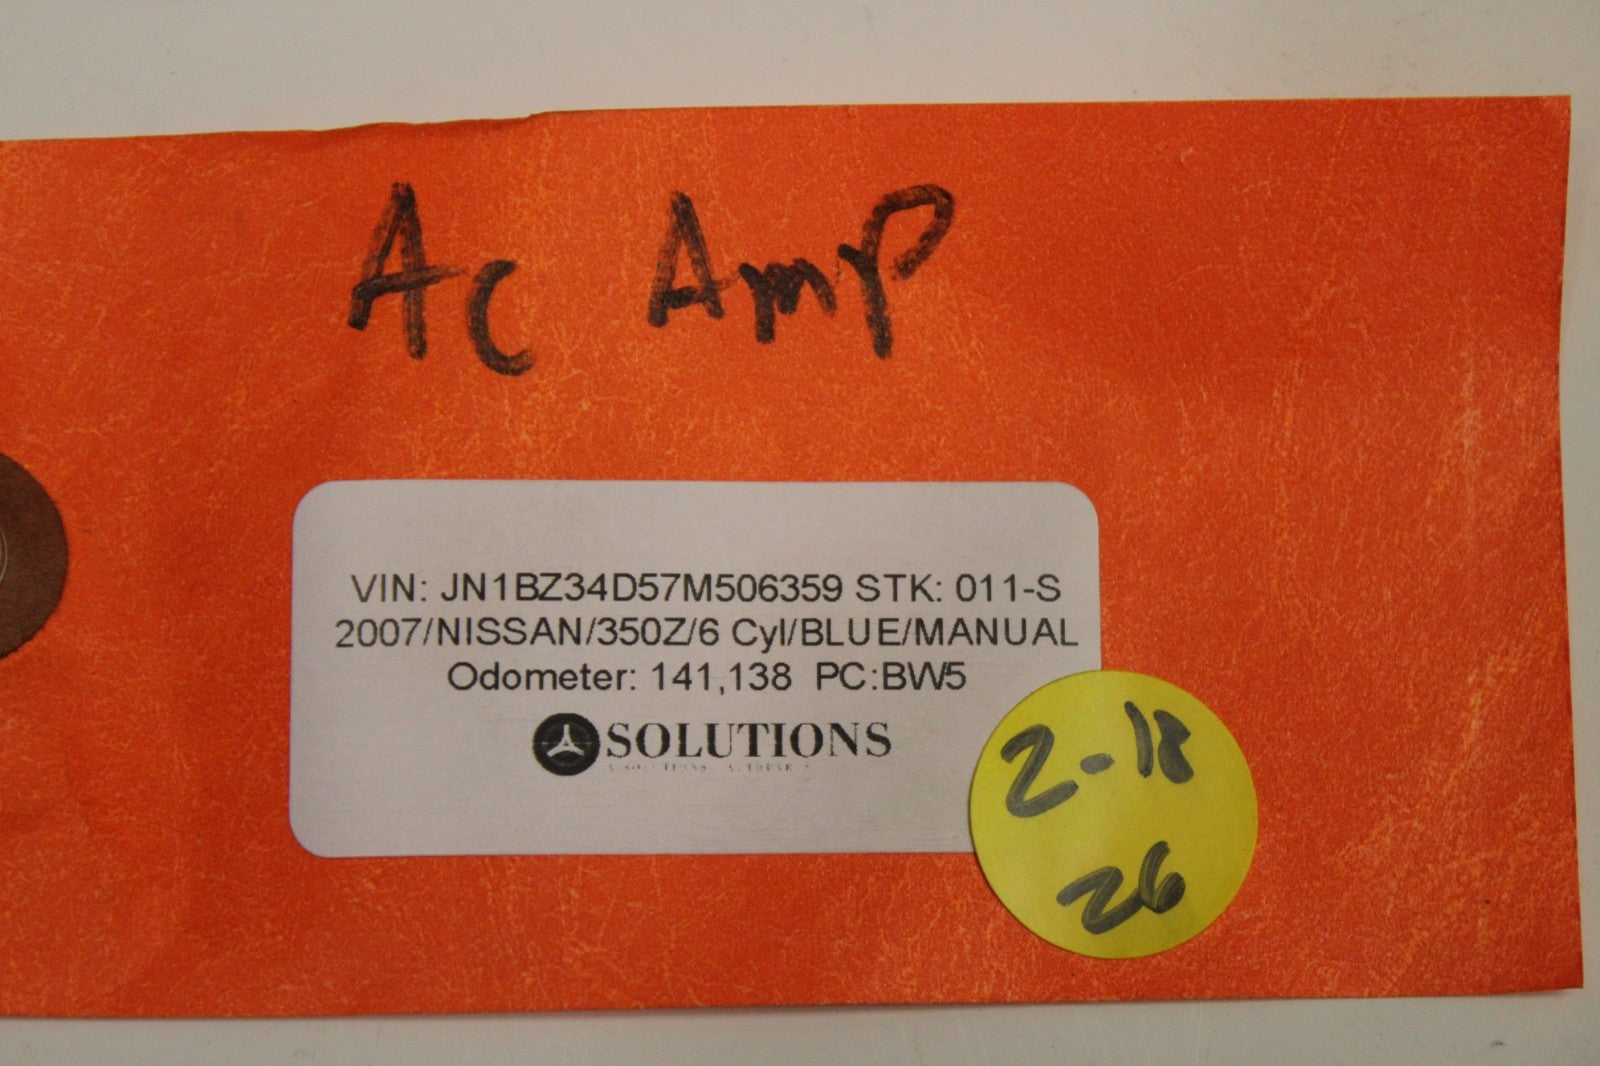 Ac Amp
VIN: JN1BZ34D57M506359 STK: 011-S
2007/NISSAN/350Z/6 Cyl/BLUE/MANUAL
Odometer: 141,138 PC:BW5
SOLUTIONS
2-18
26